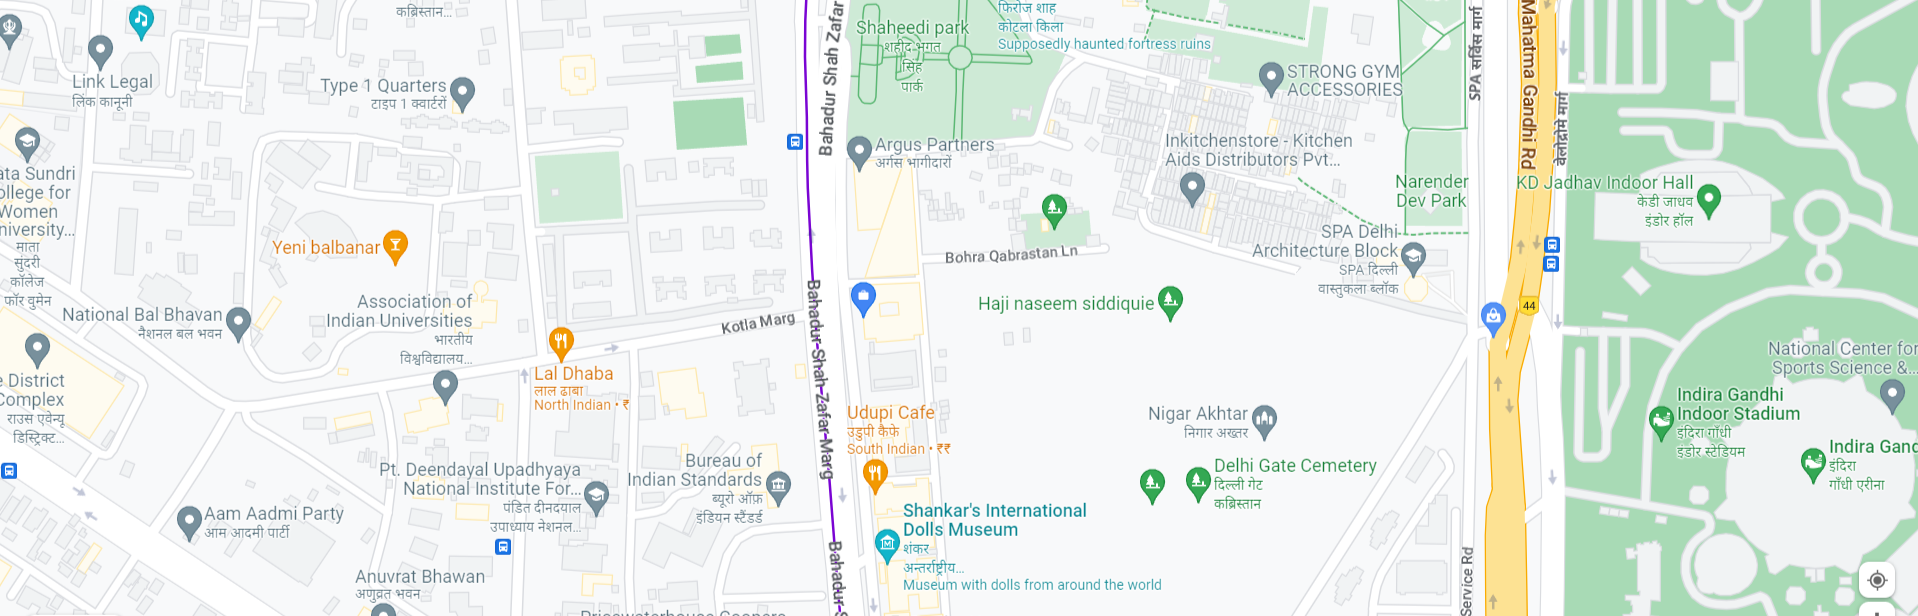 कब्रिस्तान...
Link Legal
लिंक कानूनी
Type 1 Quarters
टाइप 1 क्वार्टरों
Bahadur Shah Zafar
Shaheedi park
शहीद भगत
सिंह
पार्क
फिरोज शाह
कोटला किला
Supposedly haunted fortress ruins
STRONG GYM
ACCESSORIES
SPA सर्विस मार्ग
Mahatma Gandhi Rd
वेलोद्रोमे मार्ग
Argus Partners
अर्गस भागीदारों
Inkitchenstore - Kitchen
Aids Distributors Pvt...
ata Sundri
ollege for
Women
niversity...
माता
सुंदरी
कॉलेज
फॉर वुमेन
Narender
Dev Park
KD Jadhav Indoor Hall
केडी जाधव
इंडोर हॉल
Yeni balbanar
Bohra Qabrastan Ln
SPA Delhi
Architecture Block
SPA दिल्ली
वास्तुकला ब्लॉक
National Bal Bhavan
नैशनल बल भवन
Association of
Indian Universities
भारतीय
विश्वविद्यालय...
Haji naseem siddiquie
44
Kotla Marg
Bahadur Shah Zafar Marg
Lal Dhaba
लाल ढाबा
North Indian • ₹
e District
Complex
राउस एवेन्यू
डिस्ट्रिक्ट...
National Center for
Sports Science &...
Indira Gandhi
Indoor Stadium
इंदिरा गाँधी
इंडोर स्टेडियम
Udupi Cafe
उडुपी कैफे
South Indian • ₹₹
Nigar Akhtar
निगार अख्तर
Indira Gand
इंदिरा
गाँधी एरीना
Pt. Deendayal Upadhyaya
National Institute For...
पंडित दीनदयाल
उपाध्याय नेशनल...
Bureau of
Indian Standards
ब्यूरो ऑफ़
इंडियन स्टैंडर्ड
Delhi Gate Cemetery
दिल्ली गेट
कब्रिस्तान
Aam Aadmi Party
आम आदमी पार्टी
Shankar's International
Dolls Museum
शंकर
अन्तर्राष्ट्रीय...
Museum with dolls from around the world
Anuvrat Bhawan
अणुव्रत भवन
Bahadur S
Service Rd
Pricewaterhouse Coopers